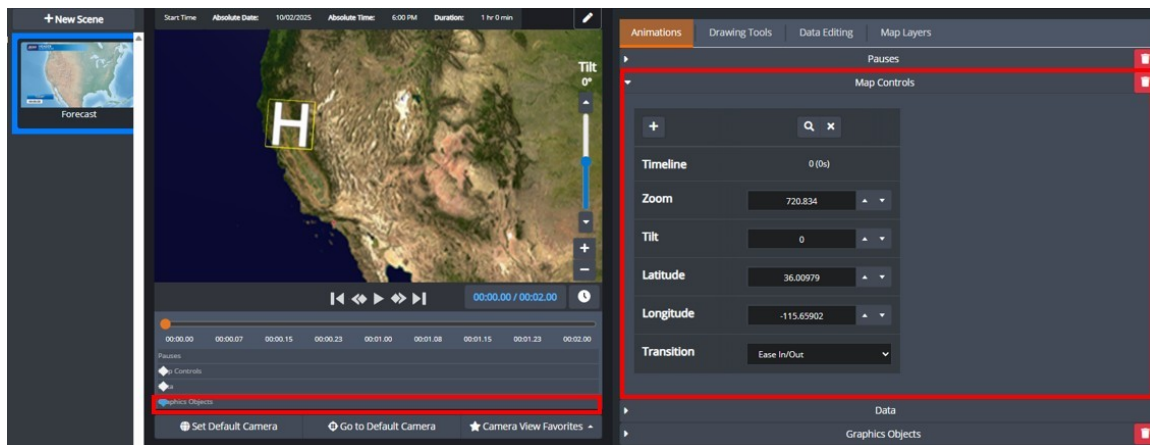 + New Scene
Forecast
Start Time Absolute Date: 10/02/2025 Absolute Time: 6:00 PM Duration: 1 hr 0 min
H
Tilt
0°
00:00.00 / 00:02.00
00:00.00 00:00.07 00:00.15 00:00.23 00:01.00 00:01.08 00:01.15 00:01.23 00:02.00
Pauses
p Controls
ta
aphics Objects
Set Default Camera Go to Default Camera Camera View Favorites
Animations Drawing Tools Data Editing Map Layers
Pauses
Map Controls
Timeline 0 (0s)
Zoom 720.834
Tilt 0
Latitude 36.00979
Longitude -115.65902
Transition Ease In/Out
Data
Graphics Objects